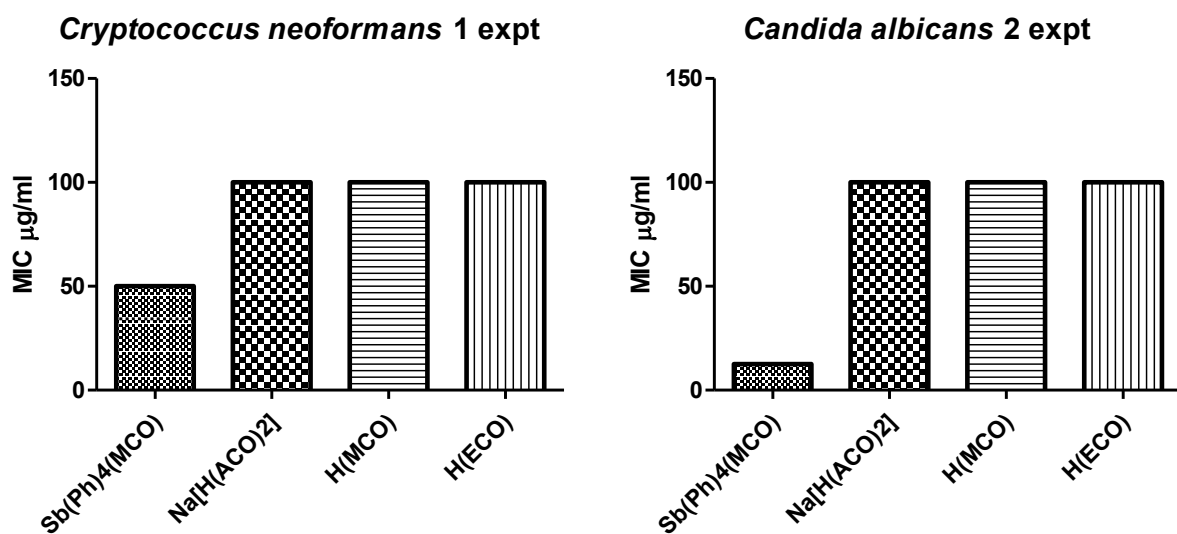 Cryptococcus neoformans 1 expt
MIC μg/ml
150
100
50
0
Sb(Ph)4(MCO)
Na[H(ACO)2]
H(MCO)
H(ECO)
Candida albicans 2 expt
MIC μg/ml
150
100
50
0
Sb(Ph)4(MCO)
Na[H(ACO)2]
H(MCO)
H(ECO)